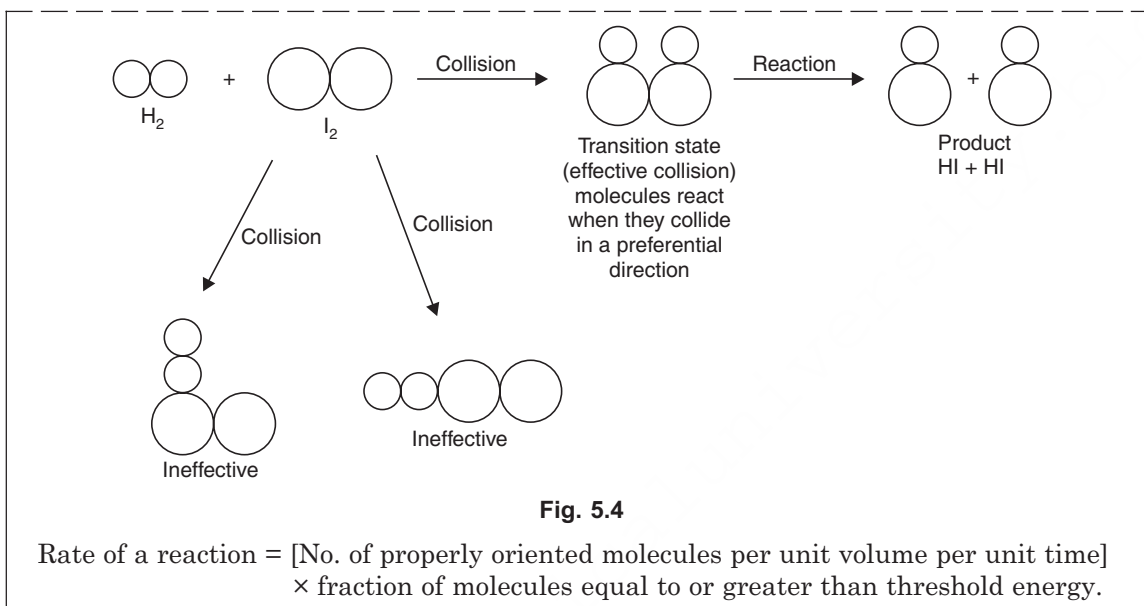 H2 + I2 Collision Reaction +
Transition state
(effective collision)
molecules react
when they collide
in a preferential
direction
Product
HI + HI
Collision
Collision
Ineffective
Ineffective
Fig. 5.4
Rate of a reaction = [No. of properly oriented molecules per unit volume per unit time]
× fraction of molecules equal to or greater than threshold energy.